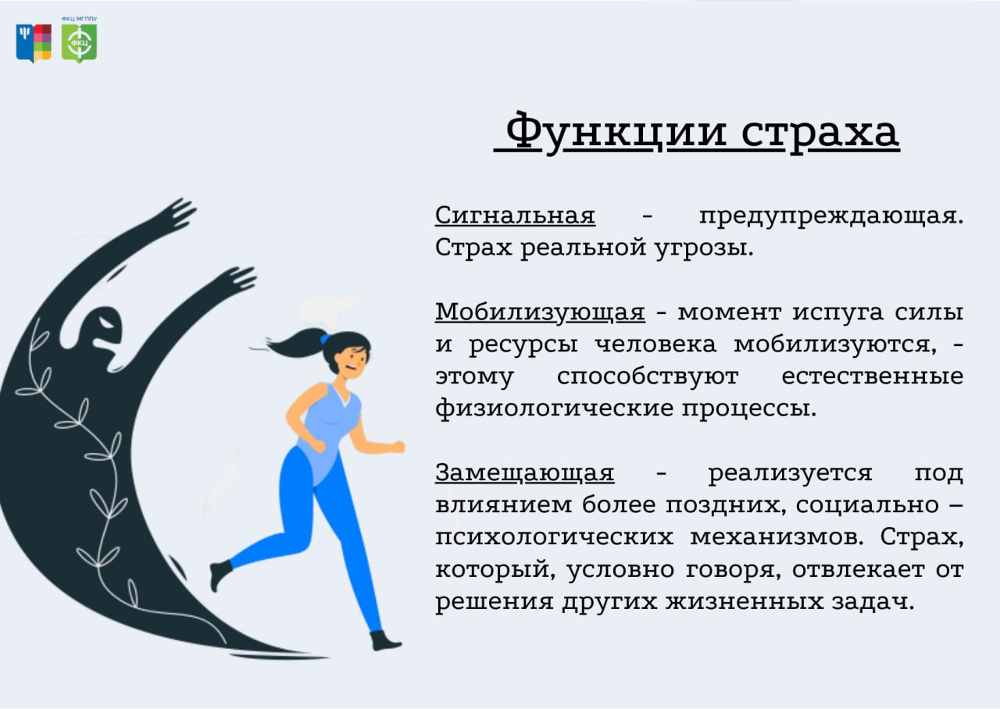 ФКЦ МГППУ
ФКЦ
Функции страха
Сигнальная - предупреждающая.
Страх реальной угрозы.
Мобилизующая - момент испуга силы
и ресурсы человека мобилизуются, -
этому способствуют естественные
физиологические процессы.
Замещающая - реализуется под
влиянием более поздних, социально –
психологических механизмов. Страх,
который, условно говоря, отвлекает от
решения других жизненных задач.